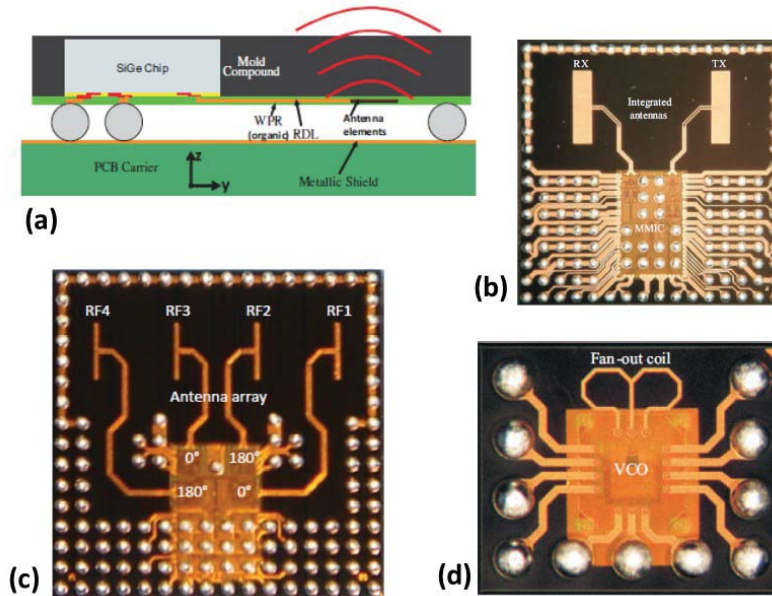 SiGe Chip
Mold
Compound
WPR
(organic)
RDL
Antenna
elements
PCB Carrier
z
y
Metallic Shield
(a)
RX
TX
Integrated
antennas
MMIC
(b)
RF4
RF3
RF2
RF1
Antenna array
0°
180°
180°
0°
(c)
Fan-out coil
VCO
(d)